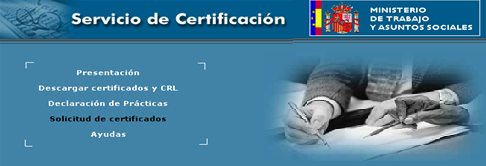 Servicio de Certificación
MINISTERIO
DE TRABAJO
Y ASUNTOS SOCIALES
Presentación
Descargar certificados y CRL
Declaración de Prácticas
Solicitud de certificados
Ayudas